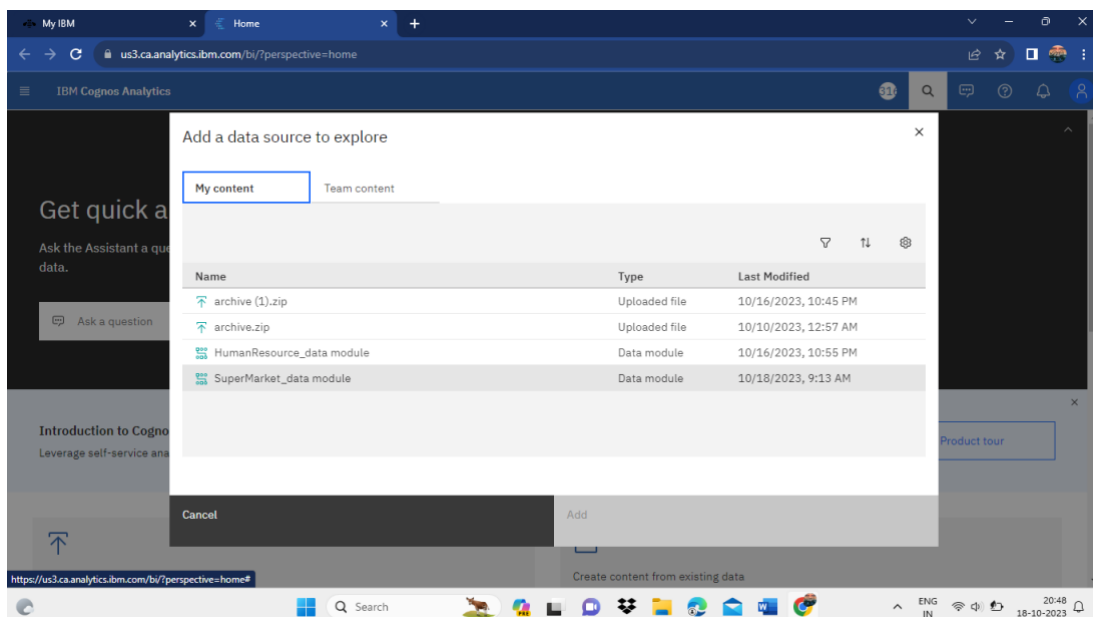 My IBM
Home
us3.ca.analytics.ibm.com/bi/?perspective=home
IBM Cognos Analytics
Add a data source to explore
My content Team content
Get quick a
Ask the Assistant a que
data.
Ask a question
Name Type Last Modified
archive (1).zip Uploaded file 10/16/2023, 10:45 PM
archive.zip Uploaded file 10/10/2023, 12:57 AM
HumanResource_data module Data module 10/16/2023, 10:55 PM
SuperMarket_data module Data module 10/18/2023, 9:13 AM
Introduction to Cogno
Leverage self-service ana
Product tour
Cancel Add
Create content from existing data
https://us3.ca.analytics.ibm.com/bi/?perspective=home#
Search
ENG
IN
20:48
18-10-2023